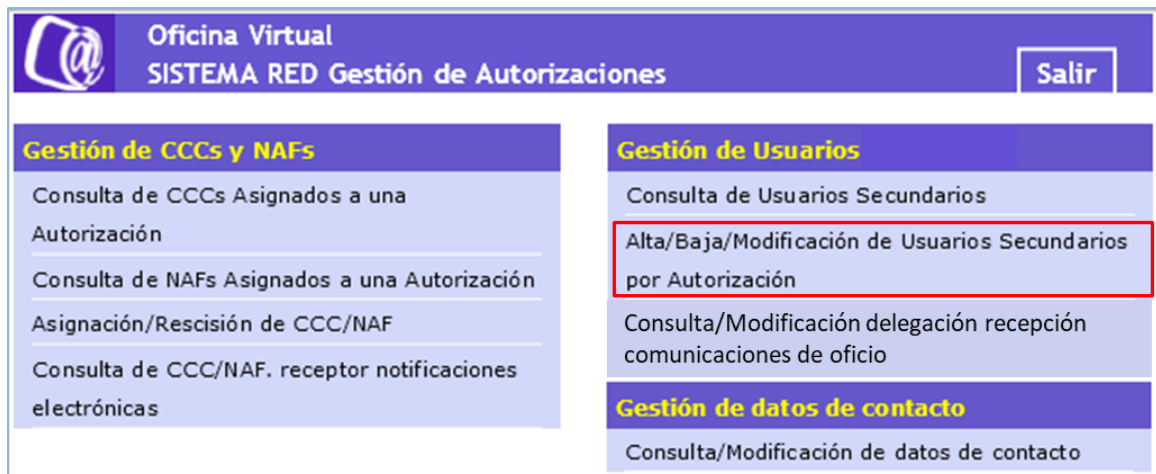 Oficina Virtual
SISTEMA RED Gestión de Autorizaciones
Salir
Gestión de CCCs y NAFs
Consulta de CCCs Asignados a una
Autorización
Consulta de NAFs Asignados a una Autorización
Asignación/Rescisión de CCC/NAF
Consulta de CCC/NAF. receptor notificaciones
electrónicas
Gestión de Usuarios
Consulta de Usuarios Secundarios
Alta/Baja/Modificación de Usuarios Secundarios
por Autorización
Consulta/Modificación delegación recepción
comunicaciones de oficio
Gestión de datos de contacto
Consulta/Modificación de datos de contacto